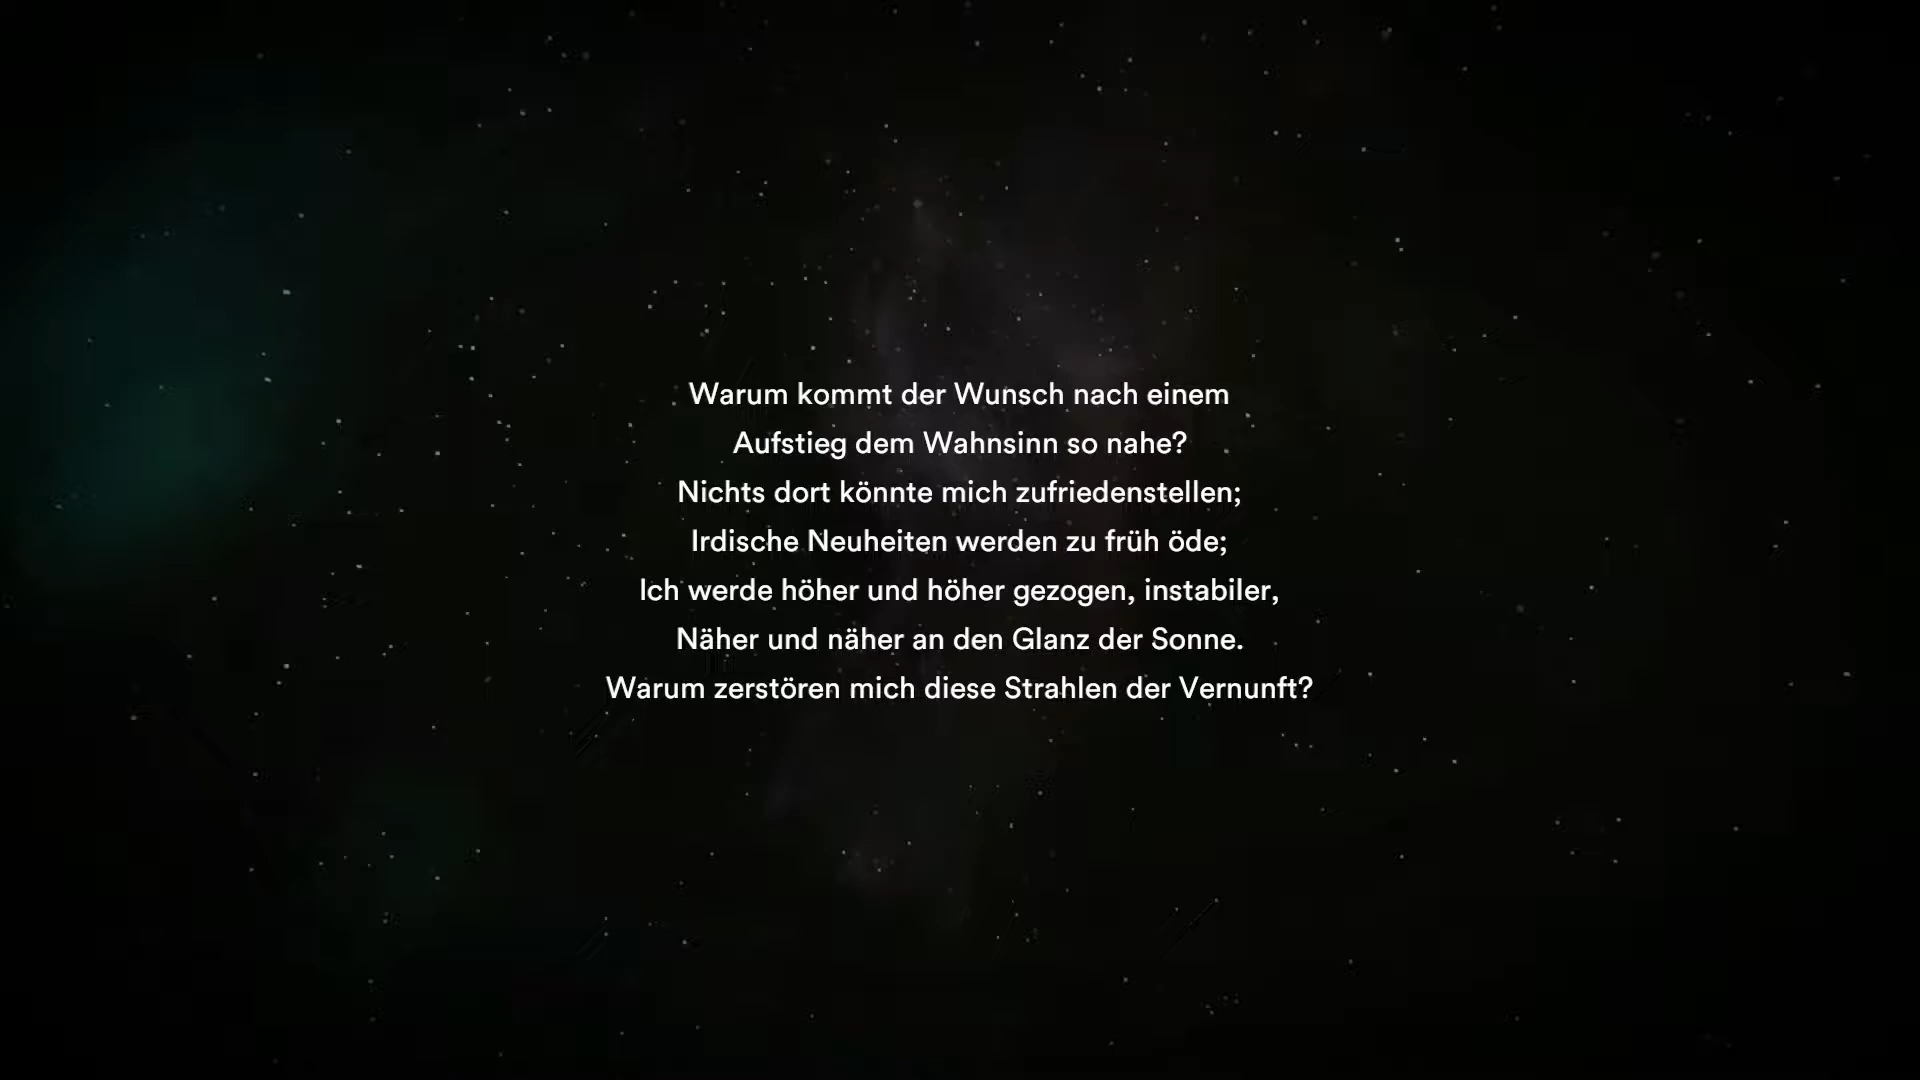 Warum kommt der Wunsch nach einem
Aufstieg dem Wahnsinn so nahe?
Nichts dort könnte mich zufriedenstellen;
Irdische Neuheiten werden zu früh öde;
Ich werde höher und höher gezogen, instabiler,
Näher und näher an den Glanz der Sonne.
Warum zerstören mich diese Strahlen der Vernunft?